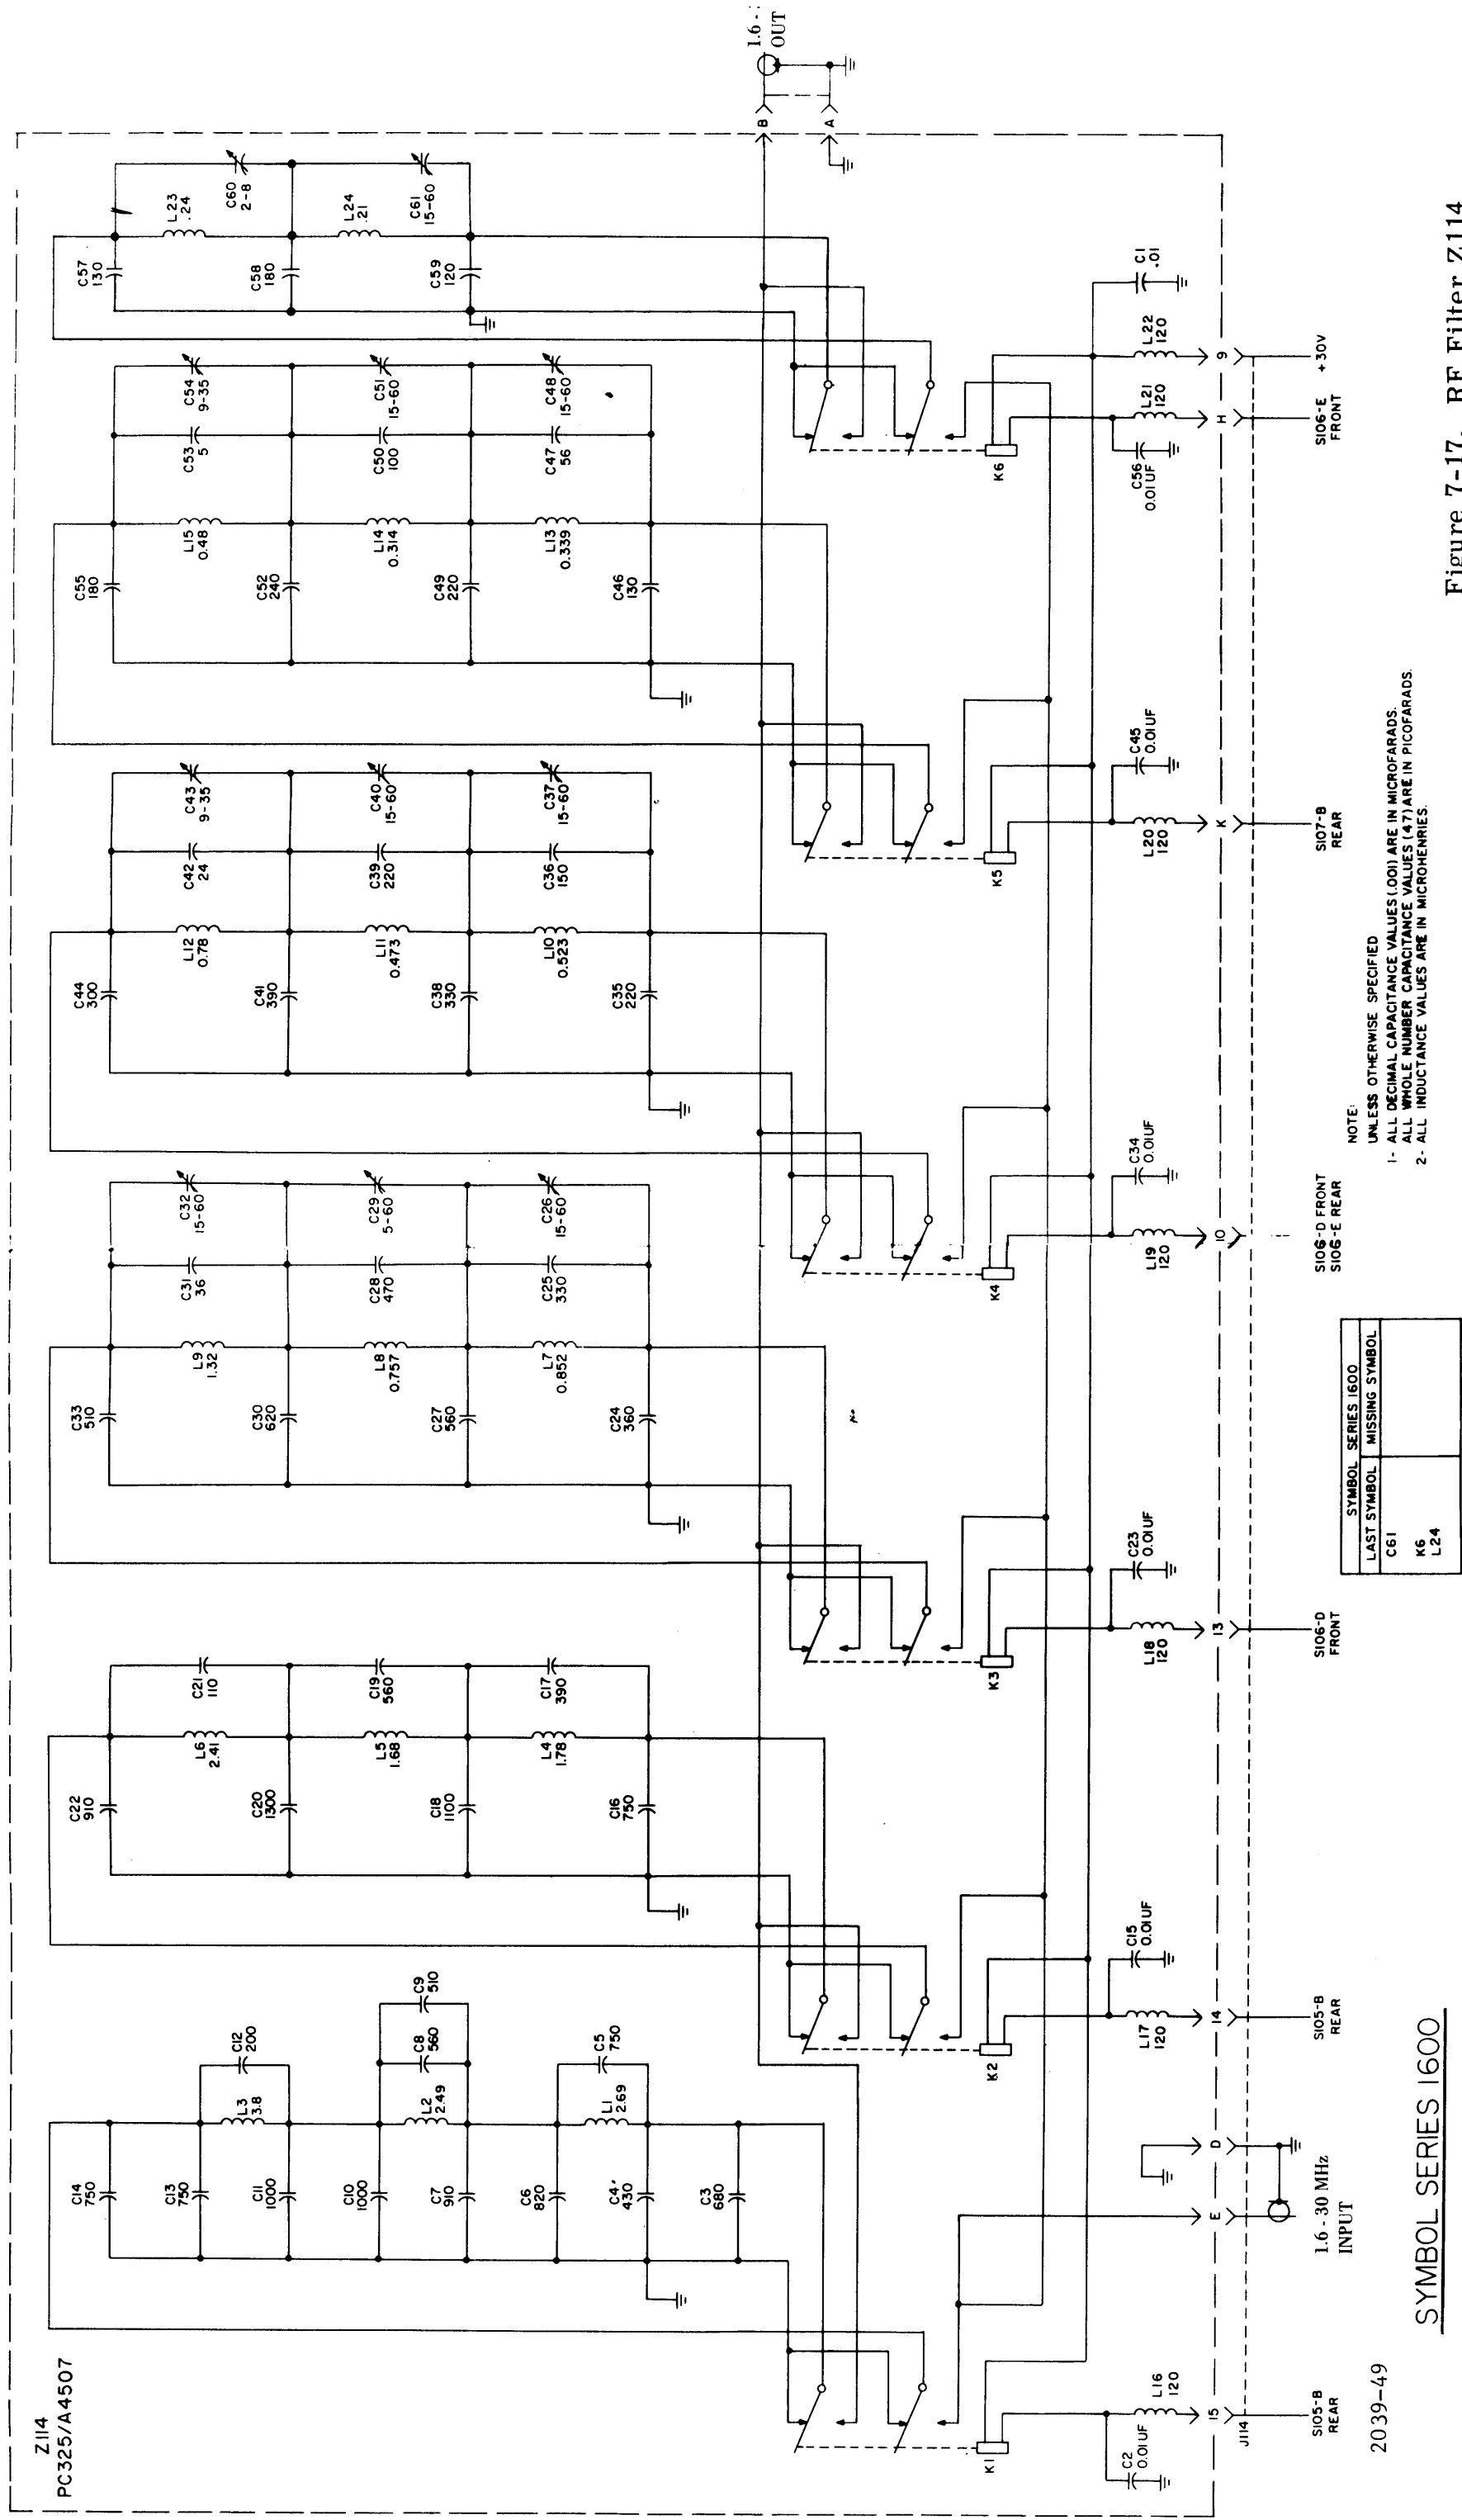 Z114
PC325/A4507
C14
750
C13
750
C12
200
L3
3.8
C11
1000
C10
1000
C9
510
C8
560
L2
2.49
C7
910
C6
820
C5
750
L1
2.69
C4
430
C3
680
C22
910
C21
110
L6
2.41
C20
1300
C19
560
L5
1.68
C18
1100
C17
390
L4
1.78
C16
750
C33
510
C32
15-60
C31
36
L9
1.32
C30
620
C29
5-60
C28
470
L8
0.757
C27
560
C26
15-60
C25
330
L7
0.852
C24
360
C44
300
C43
9-35
C42
24
L12
0.78
C41
390
C40
15-60
C39
220
L11
0.473
C38
330
C37
15-60
C36
150
L10
0.523
C35
220
C55
180
C54
9-35
C53
5
L15
0.48
C52
240
C51
15-60
C50
100
L14
0.314
C49
220
C48
15-60
C47
56
L13
0.339
C46
130
C57
130
L23
.24
C60
2-8
C58
180
L24
.21
C61
15-60
C59
120
1.6 -
OUT
B
A
K1
K2
K3
K4
K5
K6
C2
0.01UF
L16
120
15
J114
S105-B
REAR
E
D
1.6 - 30 MHz
INPUT
C15
0.01UF
L17
120
14
S105-B
REAR
C23
0.01UF
L18
120
13
S106-D
FRONT
C34
0.01UF
L19
120
10
S106-D FRONT
S106-E REAR
C45
0.01UF
L20
120
K
S107-B
REAR
C56
0.01UF
L21
120
H
S106-E
FRONT
L22
120
9
+30V
C1
.01
NOTE:
UNLESS OTHERWISE SPECIFIED
1- ALL DECIMAL CAPACITANCE VALUES (.001) ARE IN MICROFARADS.
ALL WHOLE NUMBER CAPACITANCE VALUES (47) ARE IN PICOFARADS.
2- ALL INDUCTANCE VALUES ARE IN MICROHENRIES.
SYMBOL SERIES 1600
LAST SYMBOL MISSING SYMBOL
C61
K6
L24
2039-49
SYMBOL SERIES 1600
Figure 7-17. RF Filter Z114